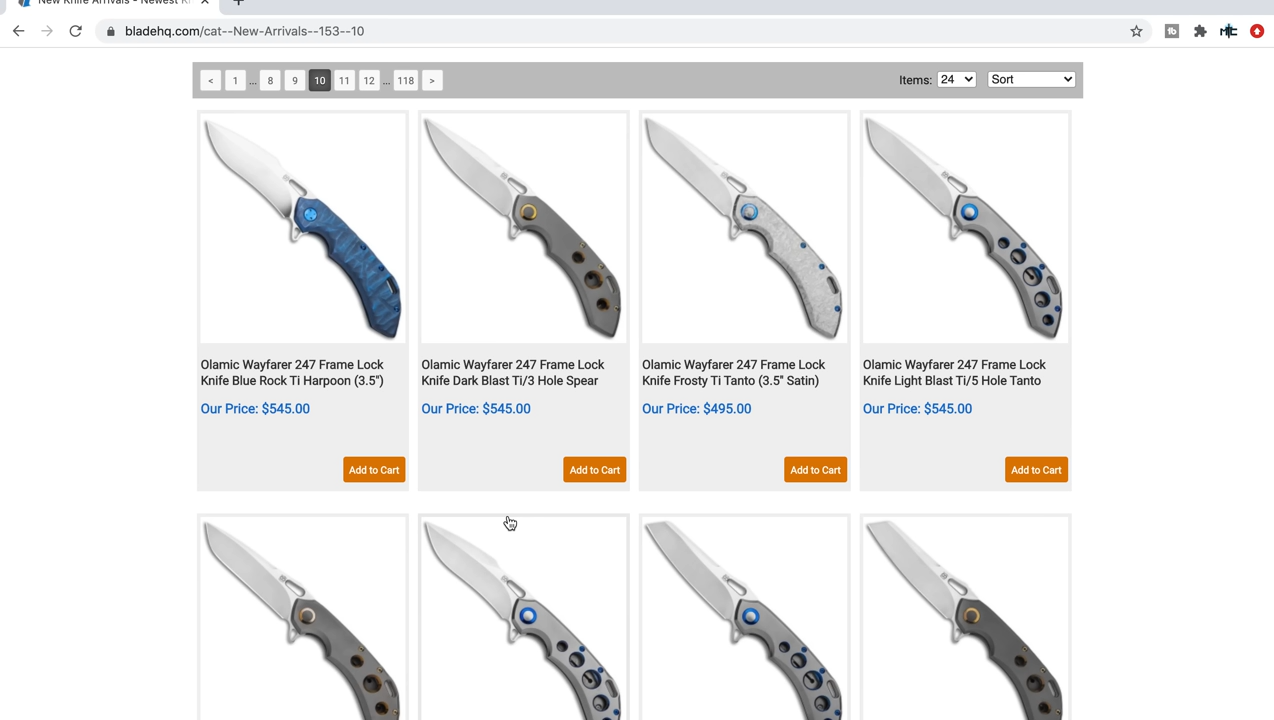 New Knife Arrivals - Newest Kn
bladehq.com/cat--New-Arrivals--153--10
< 1 ... 8 9 10 11 12 ... 118 > Items: 24 Sort
Olamic Wayfarer 247 Frame Lock
Knife Blue Rock Ti Harpoon (3.5")
Our Price: $545.00
Add to Cart
Olamic Wayfarer 247 Frame Lock
Knife Dark Blast Ti/3 Hole Spear
Our Price: $545.00
Add to Cart
Olamic Wayfarer 247 Frame Lock
Knife Frosty Ti Tanto (3.5" Satin)
Our Price: $495.00
Add to Cart
Olamic Wayfarer 247 Frame Lock
Knife Light Blast Ti/5 Hole Tanto
Our Price: $545.00
Add to Cart